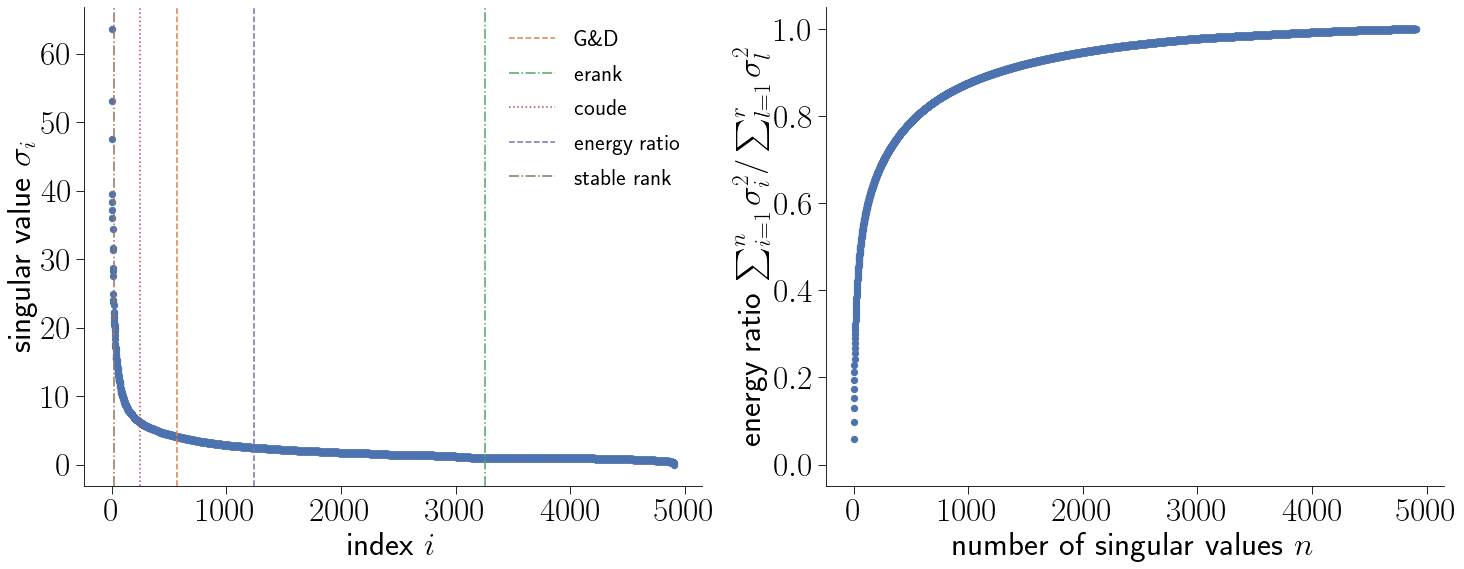 60
50
40
30
20
10
0
singular value σ_i
0 1000 2000 3000 4000 5000
index i
G&D
erank
coude
energy ratio
stable rank
1.0
0.8
0.6
0.4
0.2
0.0
energy ratio ∑_{i=1}^{n} σ_i^2 / ∑_{l=1}^{r} σ_l^2
0 1000 2000 3000 4000 5000
number of singular values n